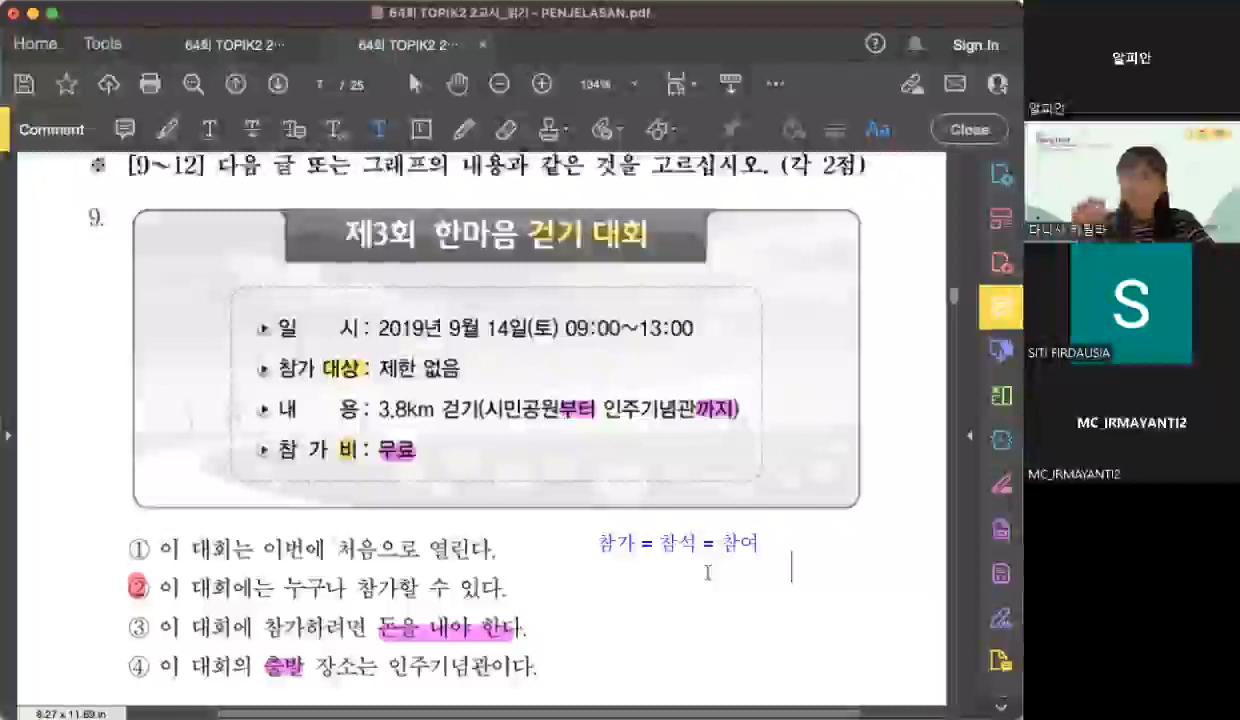 64회 TOPIK2 2교시_읽기 - PENJELASAN.pdf
Home Tools 64회 TOPIK2 2… 64회 TOPIK2 2… × Sign In
7 / 25 134%
Comment Close
※ [9~12] 다음 글 또는 그래프의 내용과 같은 것을 고르십시오. (각 2점)
9.
제3회 한마음 걷기 대회
▸ 일 시 : 2019년 9월 14일(토) 09:00~13:00
▸ 참가 대상 : 제한 없음
▸ 내 용 : 3.8km 걷기(시민공원부터 인주기념관까지)
▸ 참 가 비 : 무료
참가 = 참석 = 참여
① 이 대회는 이번에 처음으로 열린다.
② 이 대회에는 누구나 참가할 수 있다.
③ 이 대회에 참가하려면 돈을 내야 한다.
④ 이 대회의 출발 장소는 인주기념관이다.
8.27 x 11.69 in
알피안
알피안
S
SITI FIRDAUSIA
MC_IRMAYANTI2
MC_IRMAYANTI2